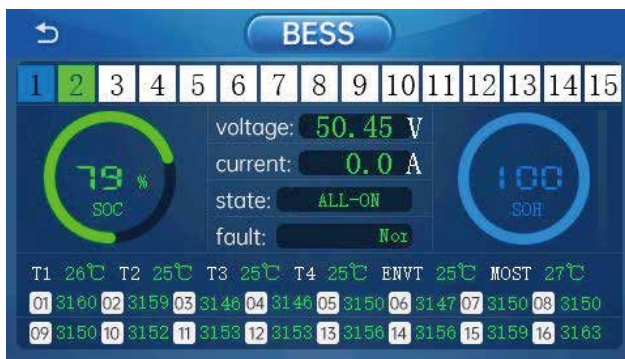 BESS
1 2 3 4 5 6 7 8 9 10 11 12 13 14 15
voltage: 50.45 V
current: 0.0 A
state: ALL-ON
fault: Nor
79 %
SOC
100
SOH
T1 26℃ T2 25℃ T3 25℃ T4 25℃ ENVT 25℃ MOST 27℃
01 3160 02 3159 03 3146 04 3146 05 3150 06 3147 07 3150 08 3150
09 3150 10 3152 11 3153 12 3153 13 3156 14 3156 15 3159 16 3163